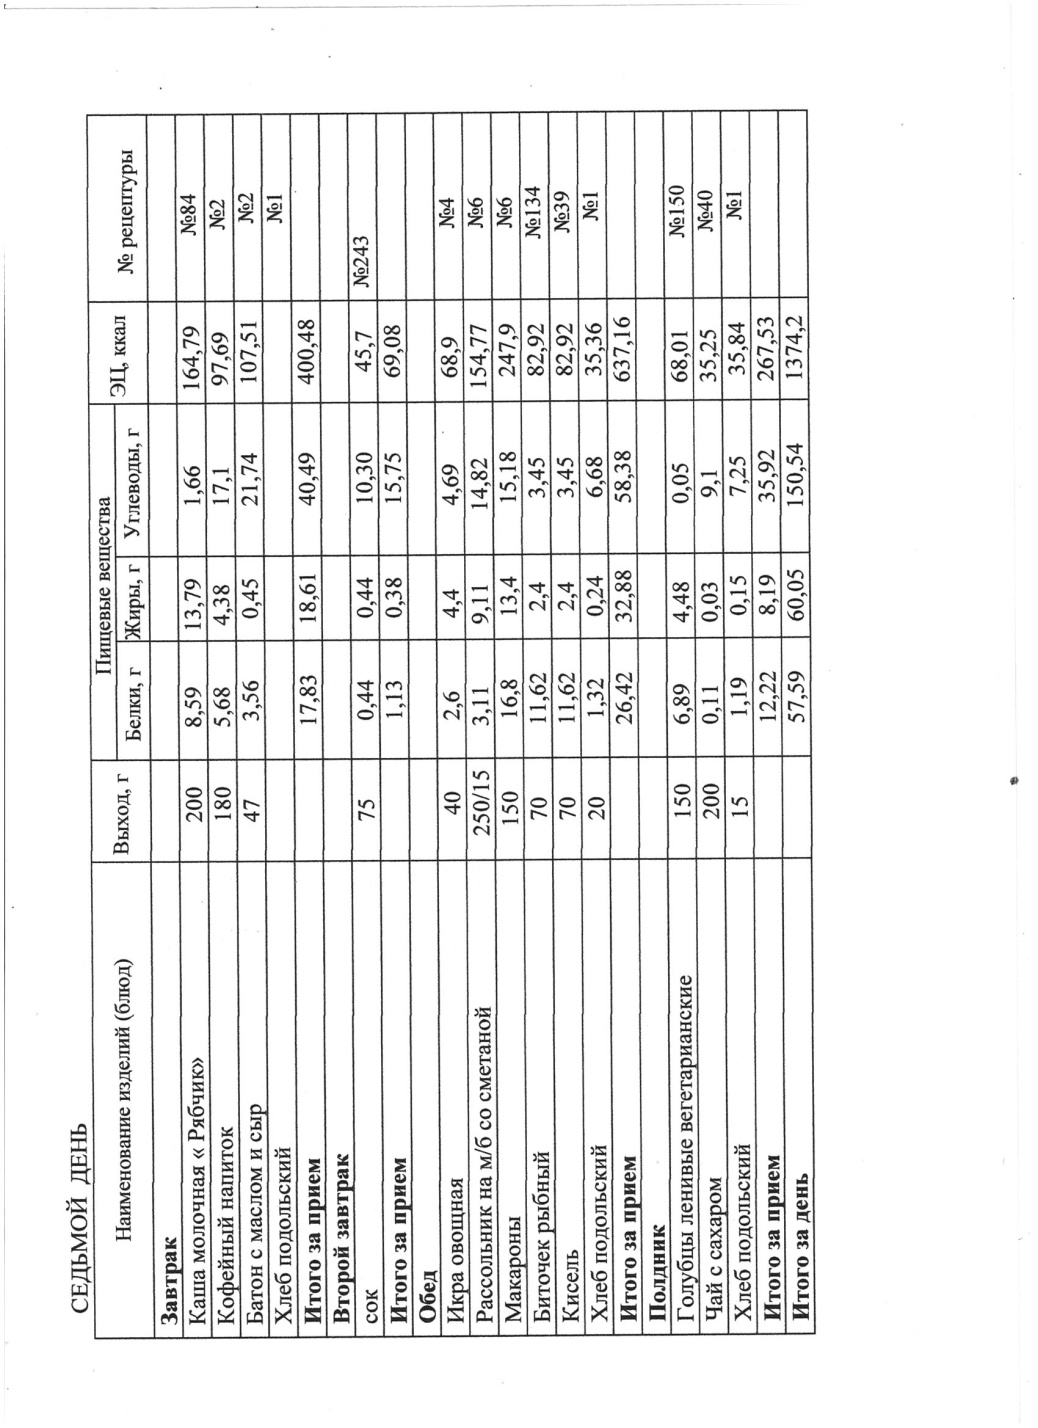 СЕДЬМОЙ ДЕНЬ
Наименование изделий (блюд) Выход, г Пищевые вещества ЭЦ, ккал № рецептуры
Белки, г Жиры, г Углеводы, г
Завтрак
Каша молочная « Рябчик» 200 8,59 13,79 1,66 164,79 №84
Кофейный напиток 180 5,68 4,38 17,1 97,69 №2
Батон с маслом и сыр 47 3,56 0,45 21,74 107,51 №2
Хлеб подольский №1
Итого за прием 17,83 18,61 40,49 400,48
Второй завтрак
сок 75 0,44 0,44 10,30 45,7 №243
Итого за прием 1,13 0,38 15,75 69,08
Обед
Икра овощная 40 2,6 4,4 4,69 68,9 №4
Рассольник на м/б со сметаной 250/15 3,11 9,11 14,82 154,77 №6
Макароны 150 16,8 13,4 15,18 247,9 №6
Биточек рыбный 70 11,62 2,4 3,45 82,92 №134
Кисель 70 11,62 2,4 3,45 82,92 №39
Хлеб подольский 20 1,32 0,24 6,68 35,36 №1
Итого за прием 26,42 32,88 58,38 637,16
Полдник
Голубцы ленивые вегетарианские 150 6,89 4,48 0,05 68,01 №150
Чай с сахаром 200 0,11 0,03 9,1 35,25 №40
Хлеб подольский 15 1,19 0,15 7,25 35,84 №1
Итого за прием 12,22 8,19 35,92 267,53
Итого за день 57,59 60,05 150,54 1374,2